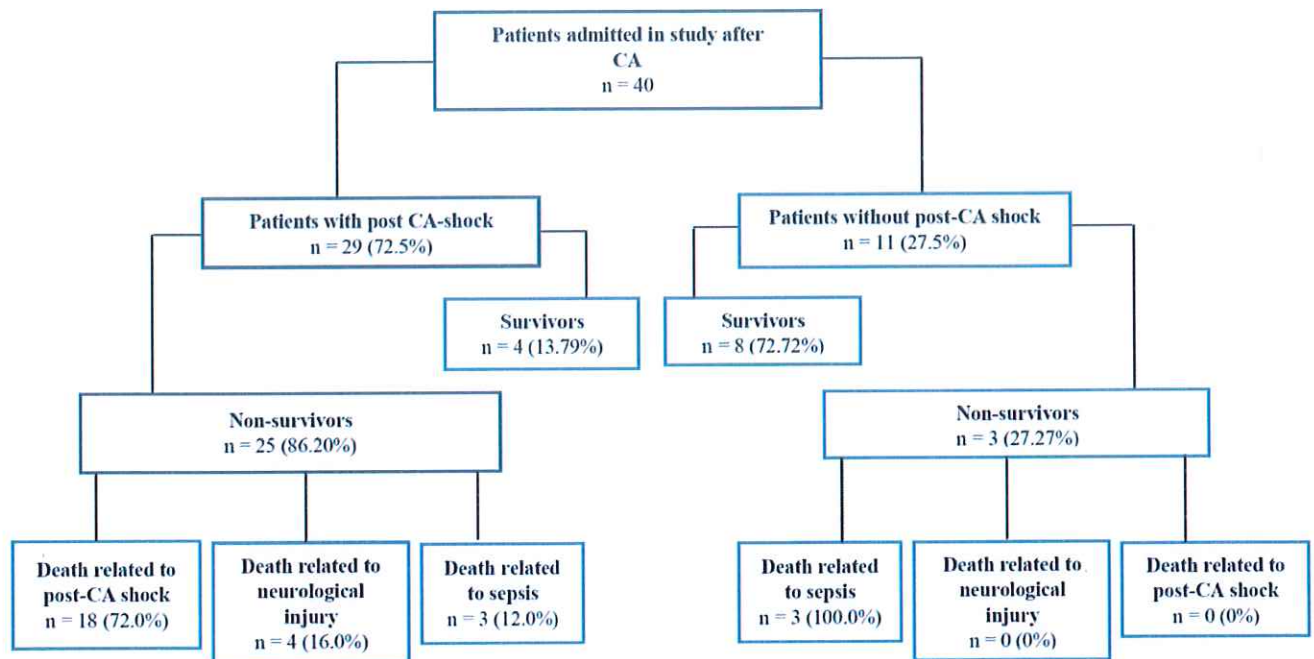 Patients admitted in study after
CA
n = 40
Patients with post CA-shock
n = 29 (72.5%)
Patients without post-CA shock
n = 11 (27.5%)
Survivors
n = 4 (13.79%)
Survivors
n = 8 (72.72%)
Non-survivors
n = 25 (86.20%)
Non-survivors
n = 3 (27.27%)
Death related to
post-CA shock
n = 18 (72.0%)
Death related to
neurological
injury
n = 4 (16.0%)
Death related
to sepsis
n = 3 (12.0%)
Death related
to sepsis
n = 3 (100.0%)
Death related to
neurological
injury
n = 0 (0%)
Death related to
post-CA shock
n = 0 (0%)